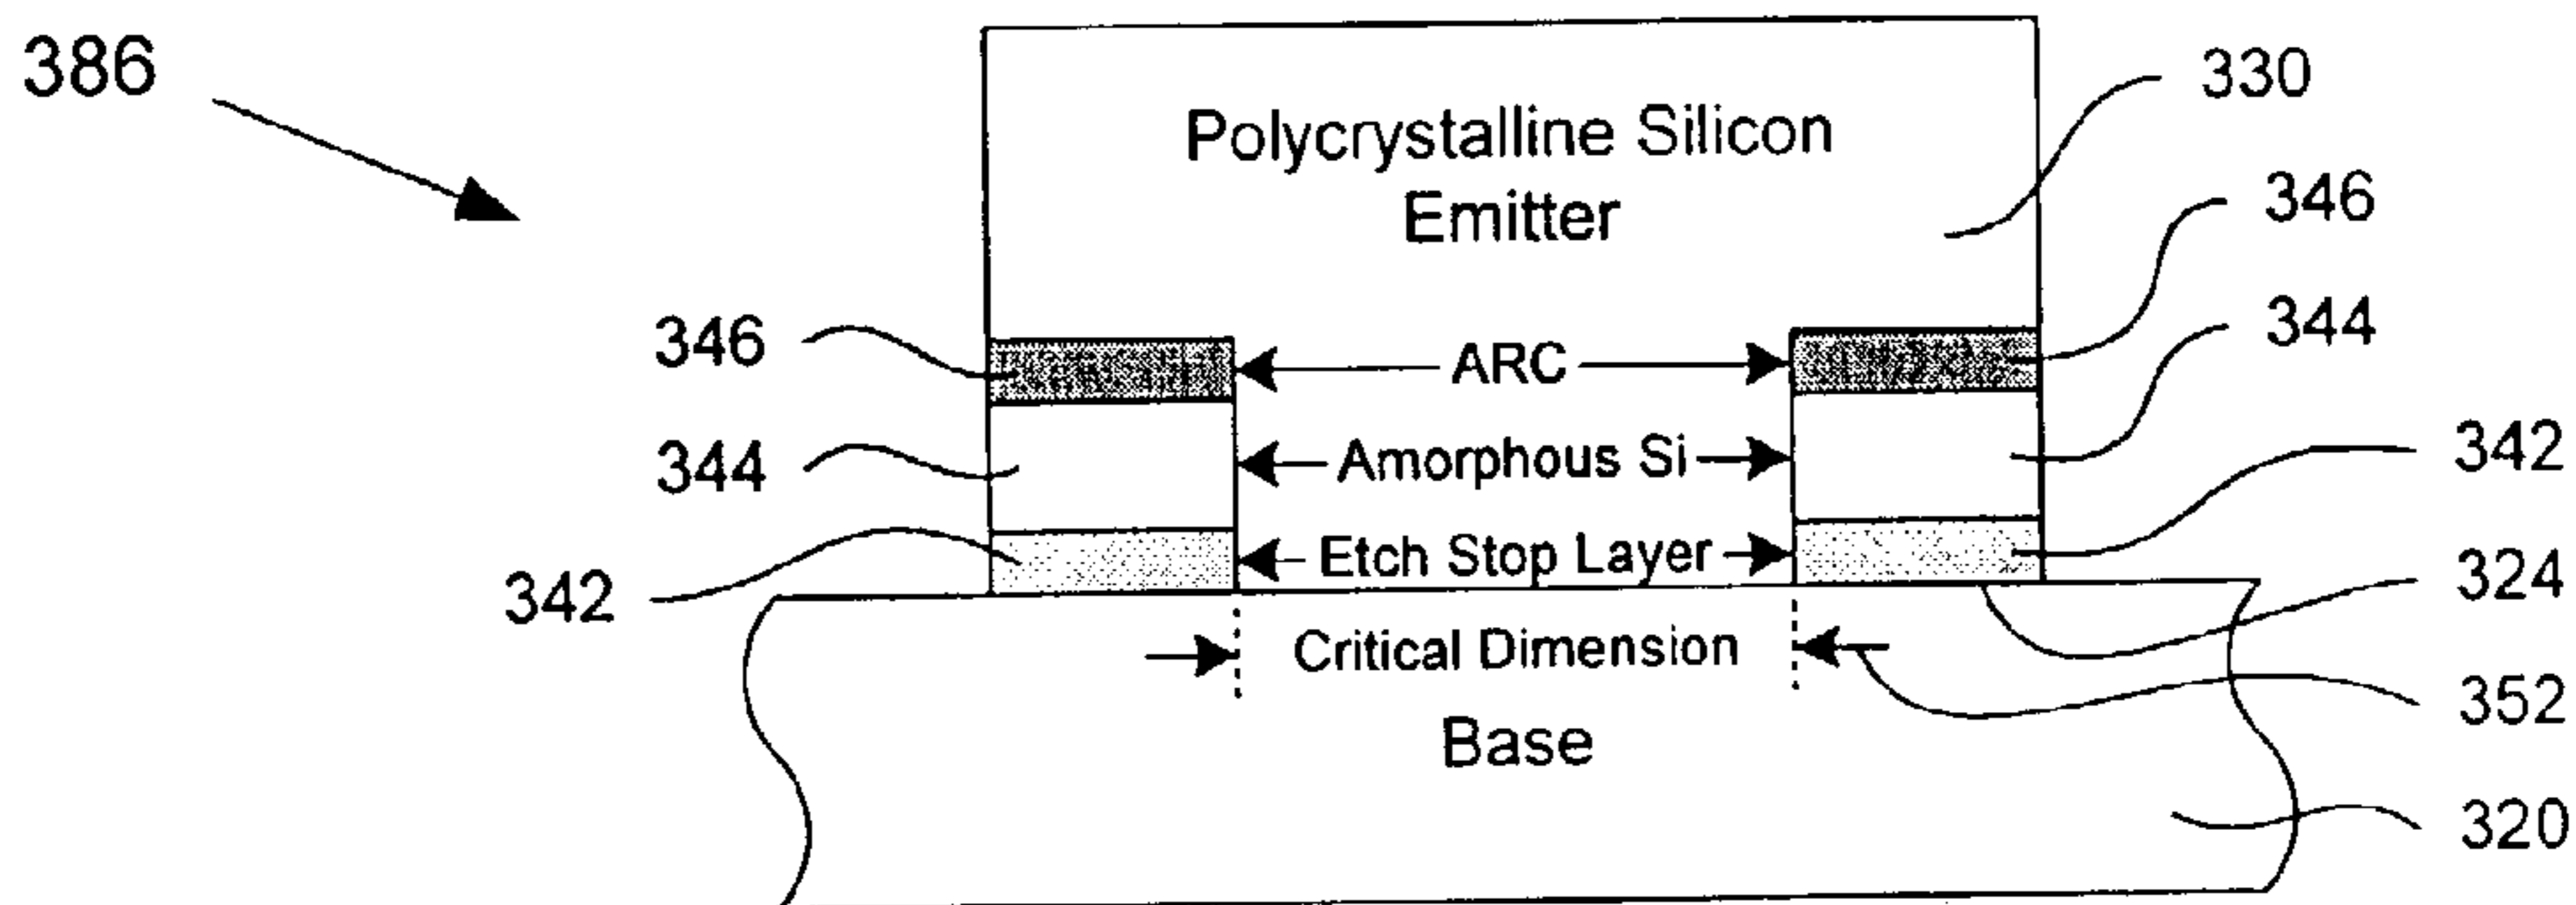 386
330
Polycrystalline Silicon
Emitter
346
346
ARC
344
344
Amorphous Si
342
342
Etch Stop Layer
324
Critical Dimension
352
Base
320